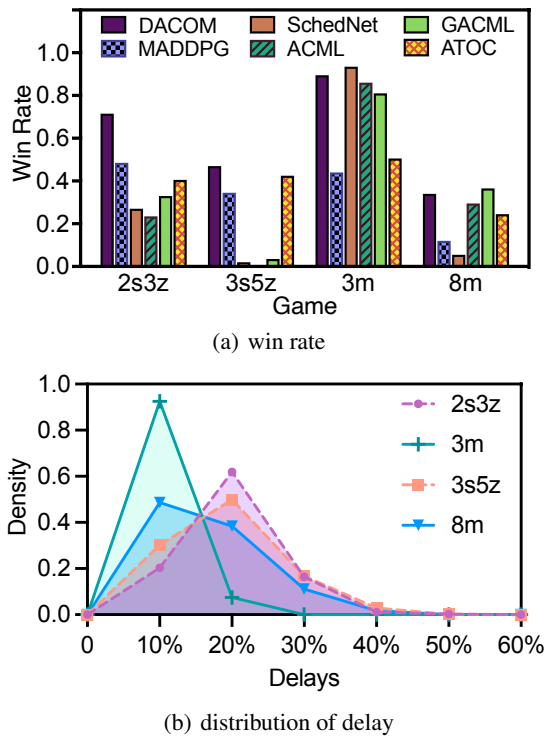 DACOM SchedNet GACML
MADDPG ACML ATOC
1.0
0.8
0.6
0.4
0.2
0.0
Win Rate
2s3z 3s5z 3m 8m
Game
(a) win rate
1.0
0.8
0.6
0.4
0.2
0.0
Density
2s3z
3m
3s5z
8m
0 10% 20% 30% 40% 50% 60%
Delays
(b) distribution of delay